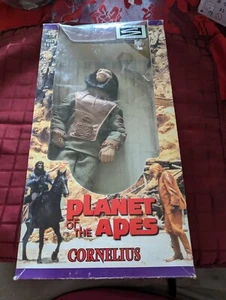 PLANET
OF THE APES
CORNELIUS